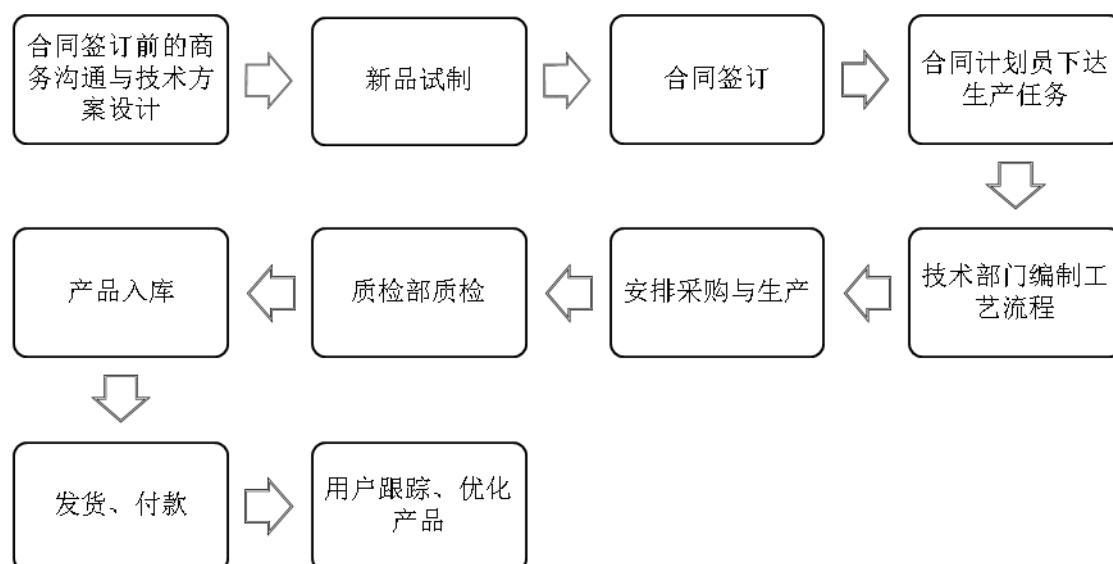 合同签订前的商
务沟通与技术方
案设计
新品试制
合同签订
合同计划员下达
生产任务
技术部门编制工
艺流程
安排采购与生产
质检部质检
产品入库
发货、付款
用户跟踪、优化
产品